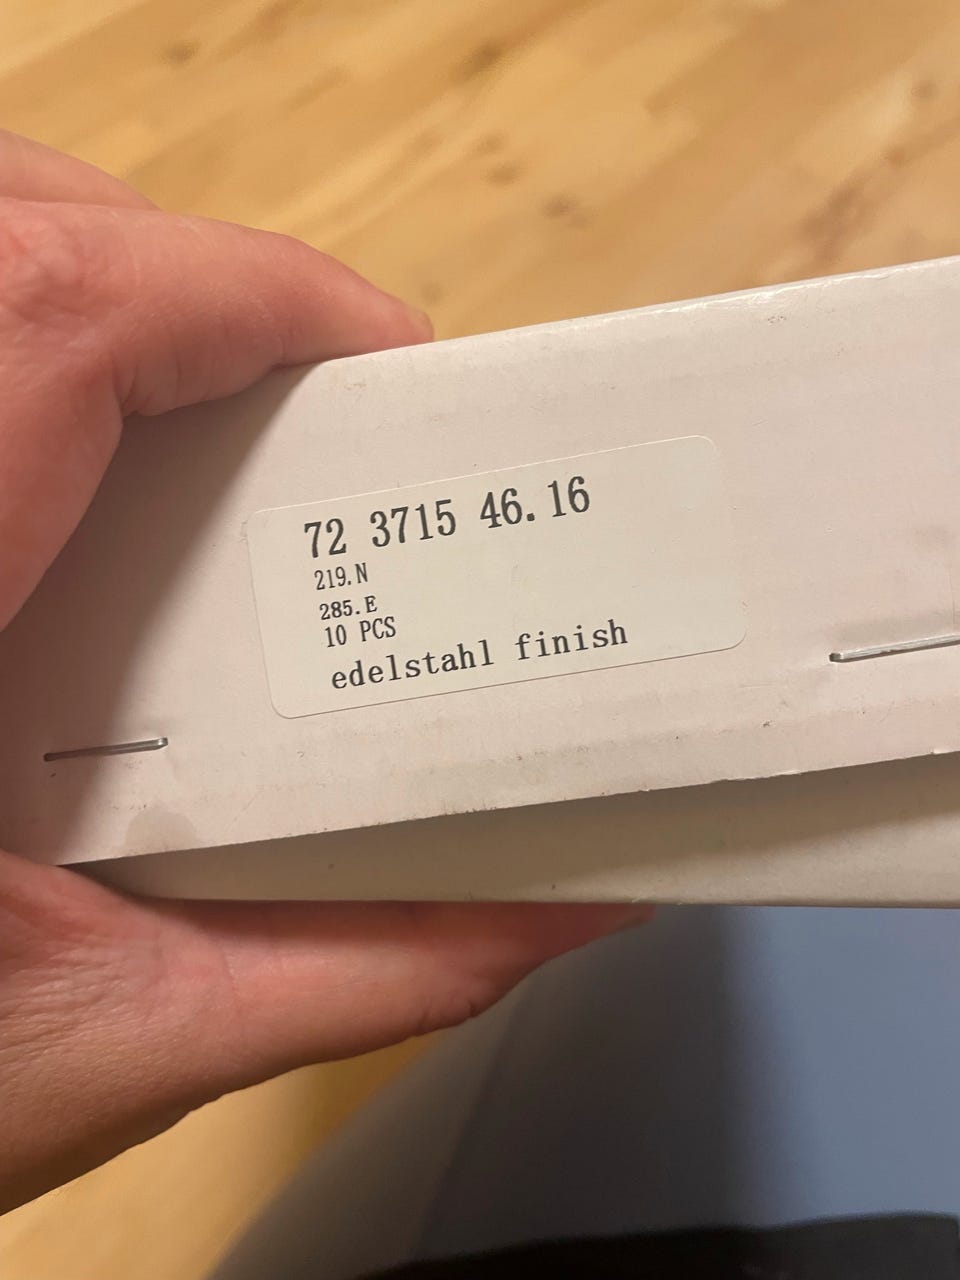 72 3715 46.16
219.N
285.E
10 PCS
edelstahl finish